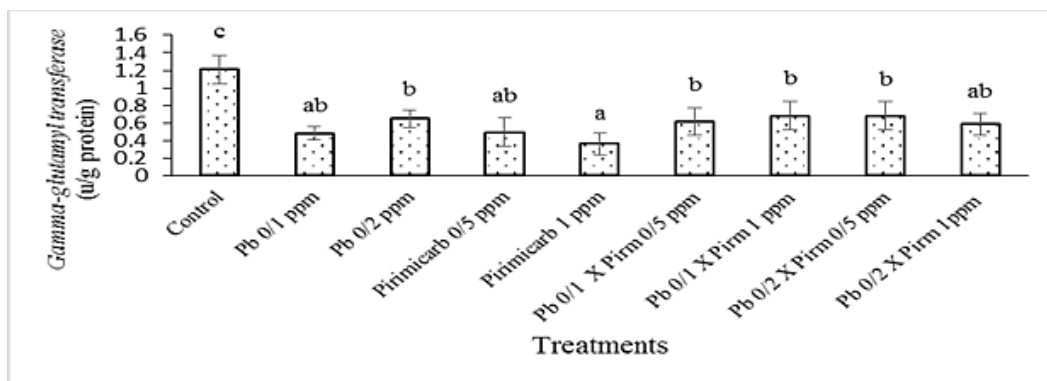 Gamma-glutamyl transferase
(u/g protein)
1.6
1.4
1.2
1
0.8
0.6
0.4
0.2
0
c
ab
b
ab
a
b
b
b
ab
Control
Pb 0/1 ppm
Pb 0/2 ppm
Pirimicarb 0/5 ppm
Pirimicarb 1 ppm
Pb 0/1 X Pirm 0/5 ppm
Pb 0/1 X Pirm 1 ppm
Pb 0/2 X Pirm 0/5 ppm
Pb 0/2 X Pirm 1ppm
Treatments